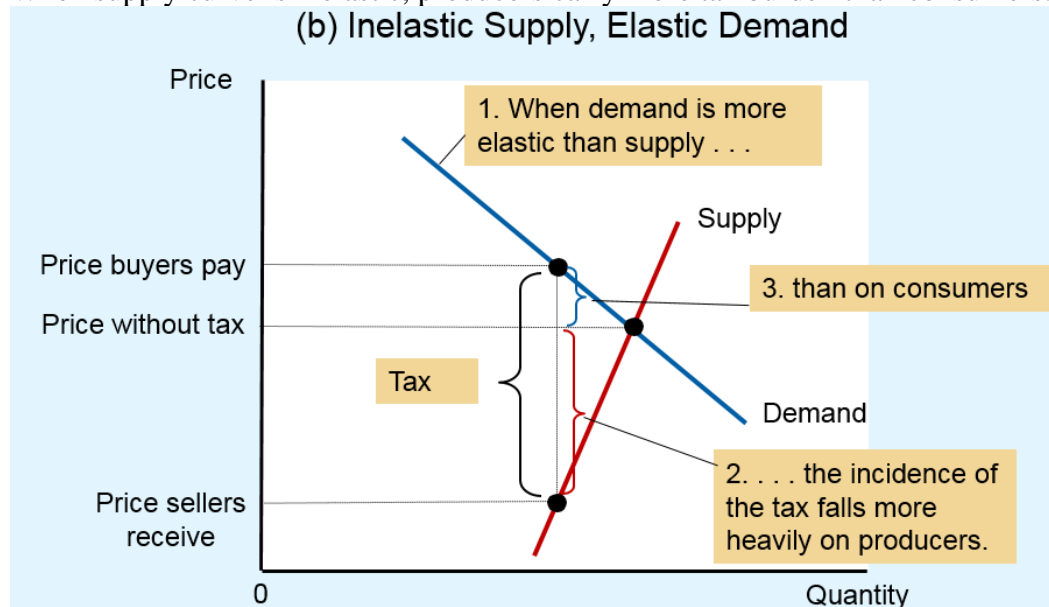 (b) Inelastic Supply, Elastic Demand
Price
1. When demand is more
elastic than supply . . .
Supply
Price buyers pay
3. than on consumers
Price without tax
Tax
Demand
2. . . . the incidence of
the tax falls more
heavily on producers.
Price sellers
receive
0
Quantity